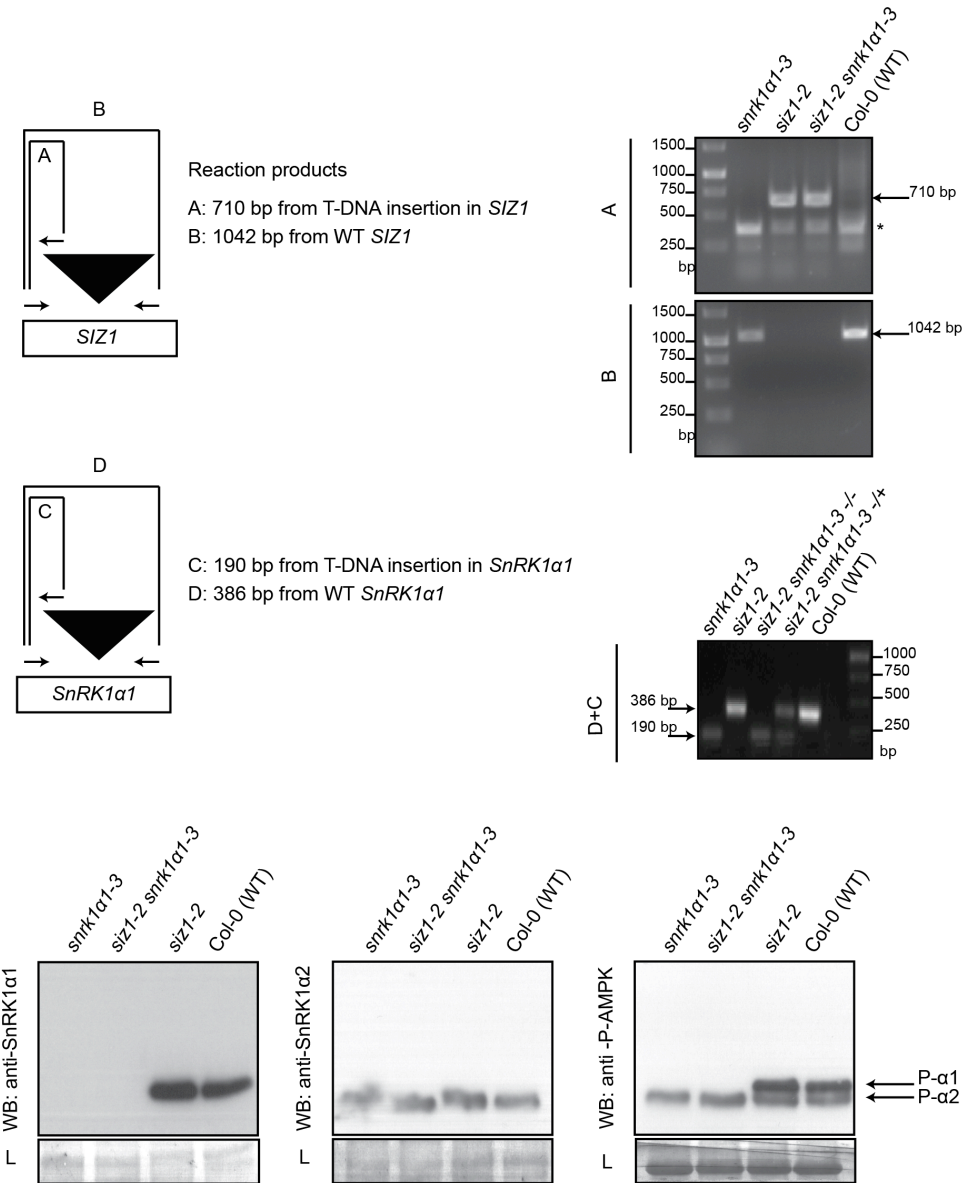 B
A
Reaction products
A: 710 bp from T-DNA insertion in SIZ1
B: 1042 bp from WT SIZ1
SIZ1
snrk1α1-3
siz1-2
siz1-2 snrk1α1-3
Col-0 (WT)
A
1500
1000
750
500
250
bp
710 bp
*
B
1500
1000
750
500
250
bp
1042 bp
D
C
C: 190 bp from T-DNA insertion in SnRK1α1
D: 386 bp from WT SnRK1α1
SnRK1α1
snrk1α1-3
siz1-2
siz1-2 snrk1α1-3 -/-
siz1-2 snrk1α1-3 -/+
Col-0 (WT)
D+C
386 bp
190 bp
1000
750
500
250
bp
snrk1α1-3
siz1-2 snrk1α1-3
siz1-2
Col-0 (WT)
WB: anti-SnRK1α1
L
snrk1α1-3
siz1-2 snrk1α1-3
siz1-2
Col-0 (WT)
WB: anti-SnRK1α2
L
snrk1α1-3
siz1-2 snrk1α1-3
siz1-2
Col-0 (WT)
WB: anti -P-AMPK
P-α1
P-α2
L